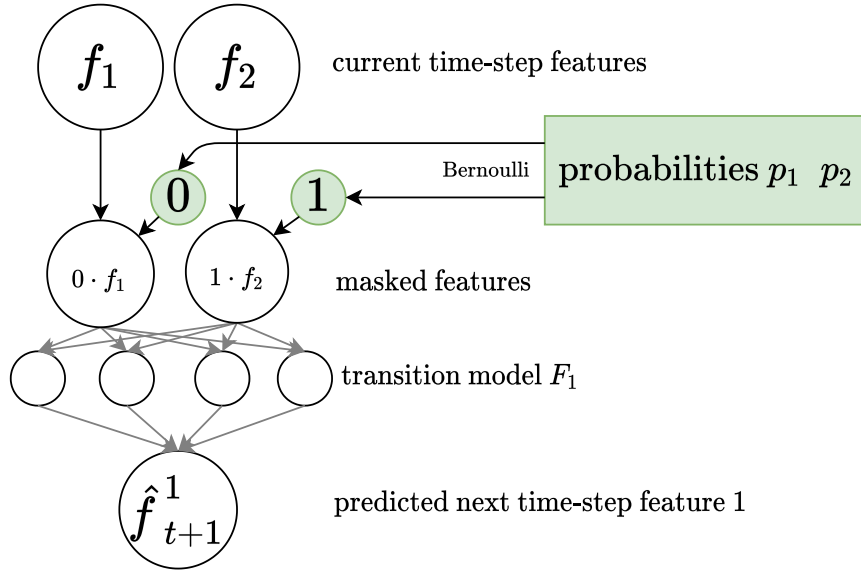 f₁ f₂ current time-step features
probabilities p₁ p₂
Bernoulli
0 1
0 · f₁ 1 · f₂ masked features
transition model F₁
f̂¹ₜ₊₁ predicted next time-step feature 1